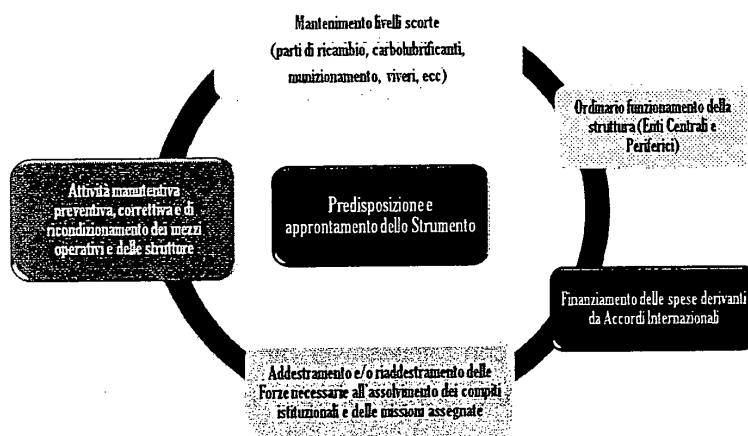 Mantenimento livelli scorte
(parti di ricambio, carbolubrificanti,
munizionamento, viveri, ecc)
Ordinario funzionamento della
struttura (Enti Centrali e
Periferici)
Attività manutentiva
preventiva, correttiva e di
ricondizionamento dei mezzi
operativi e delle strutture
Predisposizione e
approntamento dello Strumento
Finanziamento delle spese derivanti
da Accordi Internazionali
Addestramento e/o riaddestramento delle
Forze necessarie all'assolvimento dei compiti
istituzionali e delle missioni assegnate